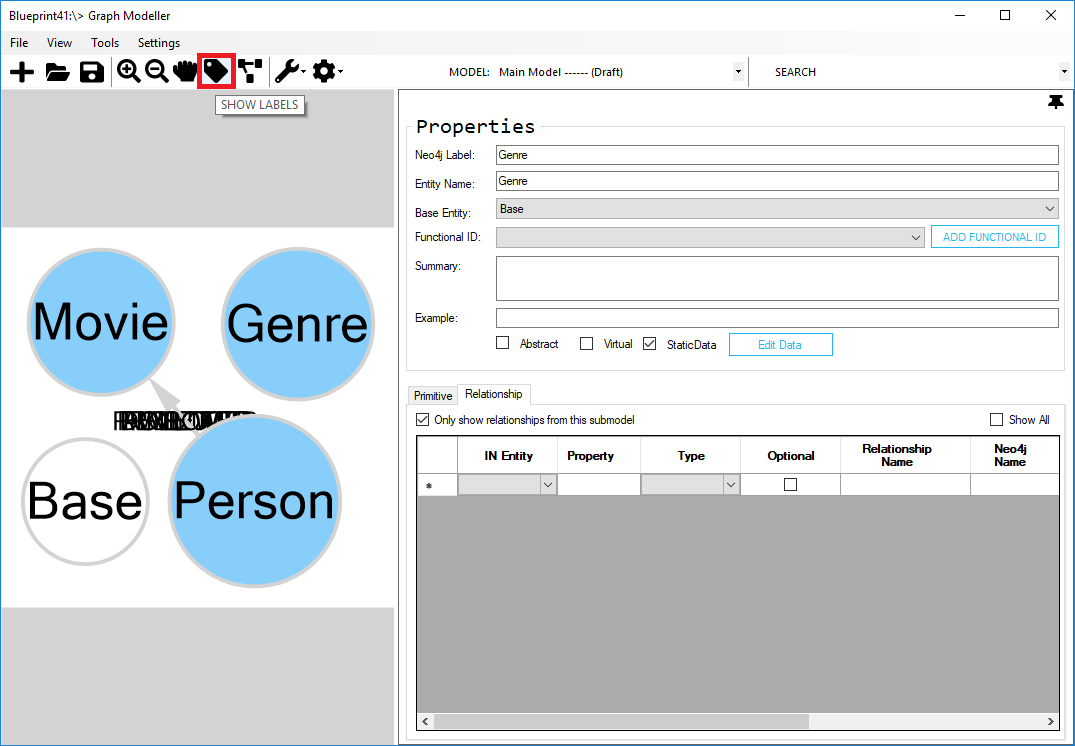 Blueprint41:\> Graph Modeller
File View Tools Settings
MODEL: Main Model ------ (Draft) SEARCH
SHOW LABELS
Movie
Genre
Base
Person
Properties
Neo4j Label: Genre
Entity Name: Genre
Base Entity: Base
Functional ID: ADD FUNCTIONAL ID
Summary:
Example:
Abstract Virtual StaticData Edit Data
Primitive Relationship
Only show relationships from this submodel Show All
IN Entity Property Type Optional Relationship Name Neo4j Name